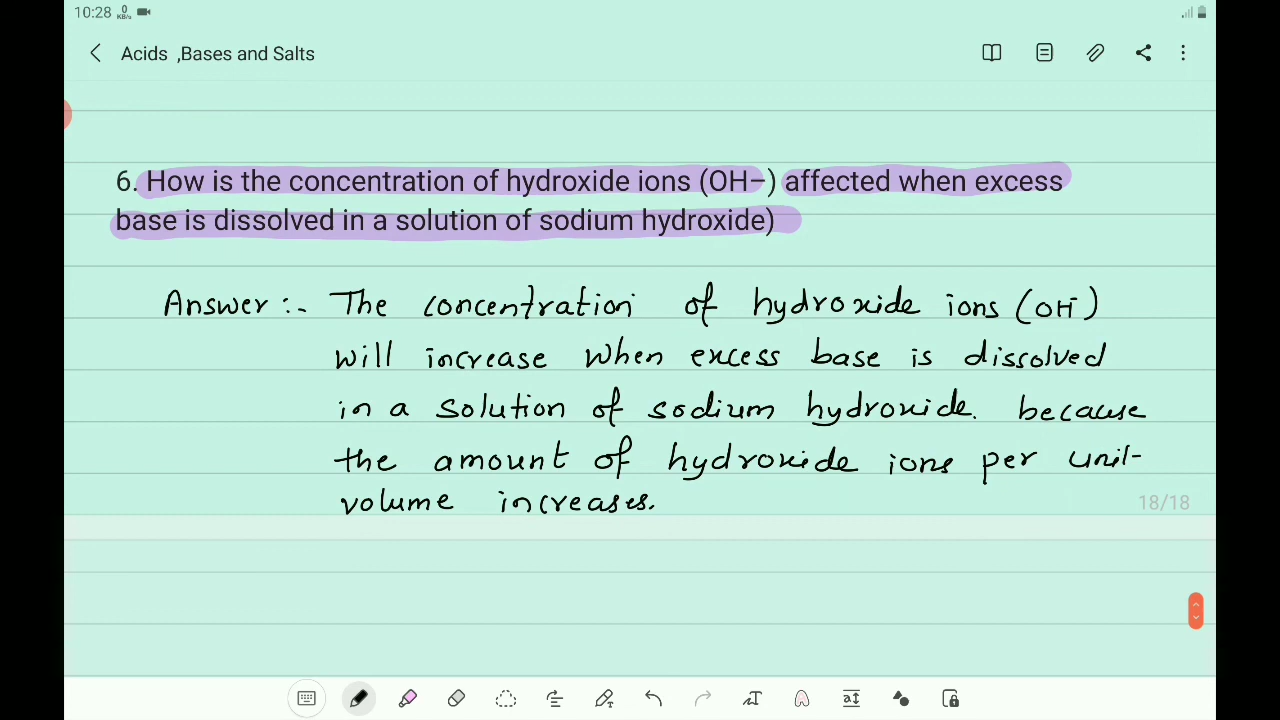 10:28 0 KB/s
Acids ,Bases and Salts
6. How is the concentration of hydroxide ions (OH−) affected when excess
base is dissolved in a solution of sodium hydroxide)
Answer :- The concentration of hydroxide ions (OH-)
will increase when excess base is dissolved
in a solution of sodium hydroxide. because
the amount of hydroxide ions per unit
volume increases.
18/18